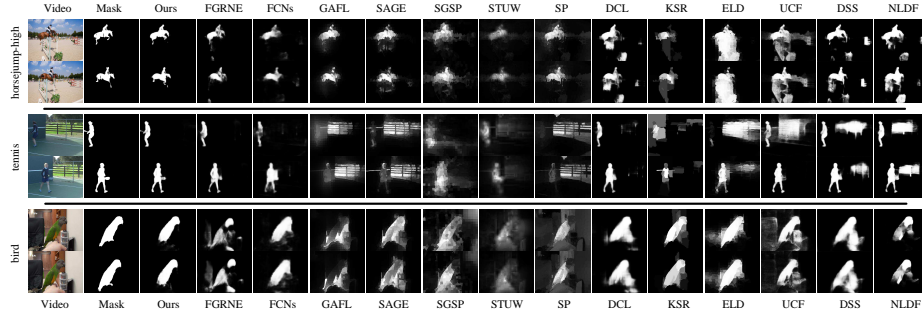 Video Mask Ours FGRNE FCNs GAFL SAGE SGSP STUW SP DCL KSR ELD UCF DSS NLDF
horsejump-high
tennis
bird
Video Mask Ours FGRNE FCNs GAFL SAGE SGSP STUW SP DCL KSR ELD UCF DSS NLDF